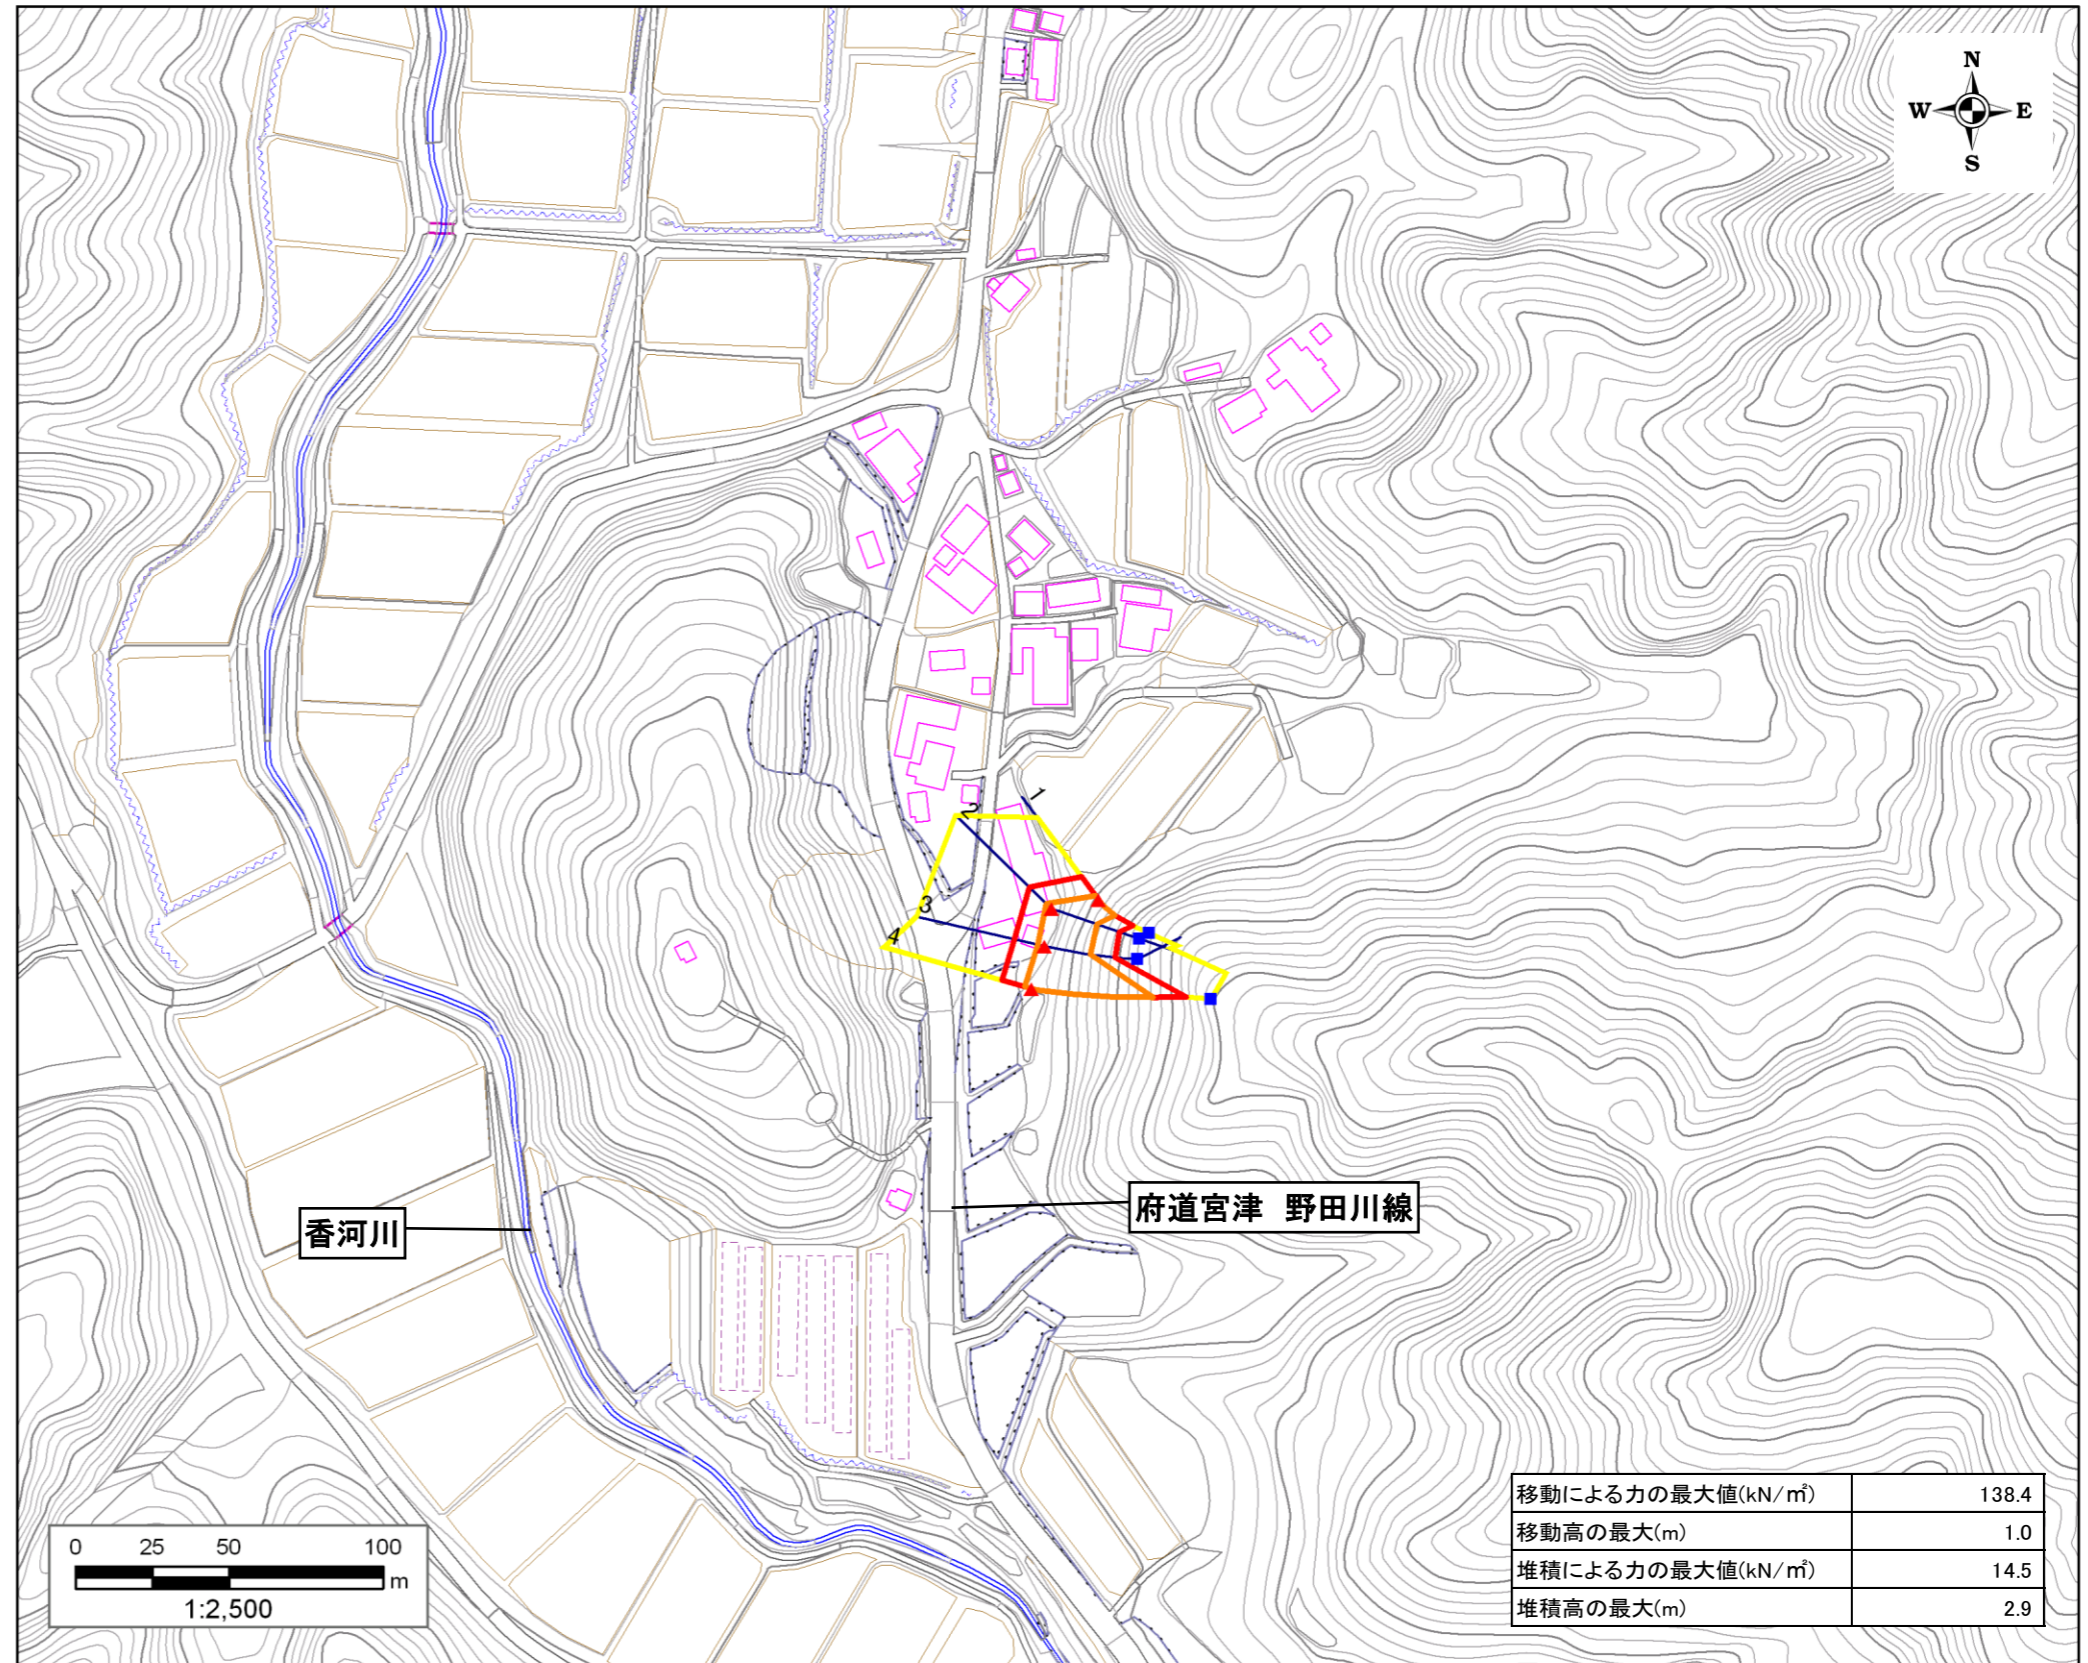 N
W E
S
1
2
3
4
香河川
府道宮津　野田川線
移動による力の最大値(kN/㎡) 138.4
移動高の最大(m) 1.0
堆積による力の最大値(kN/㎡) 14.5
堆積高の最大(m) 2.9
0 25 50 100
m
1:2,500